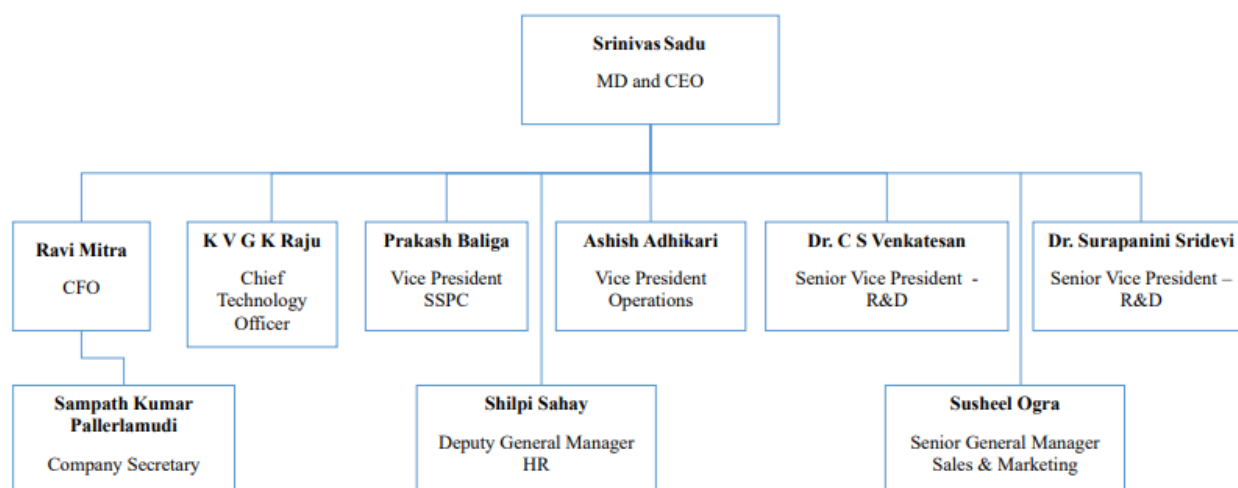 Srinivas Sadu
MD and CEO
Ravi Mitra
CFO
K V G K Raju
Chief
Technology
Officer
Prakash Baliga
Vice President
SSPC
Ashish Adhikari
Vice President
Operations
Dr. C S Venkatesan
Senior Vice President -
R&D
Dr. Surapanini Sridevi
Senior Vice President –
R&D
Sampath Kumar
Pallerlamudi
Company Secretary
Shilpi Sahay
Deputy General Manager
HR
Susheel Ogra
Senior General Manager
Sales & Marketing